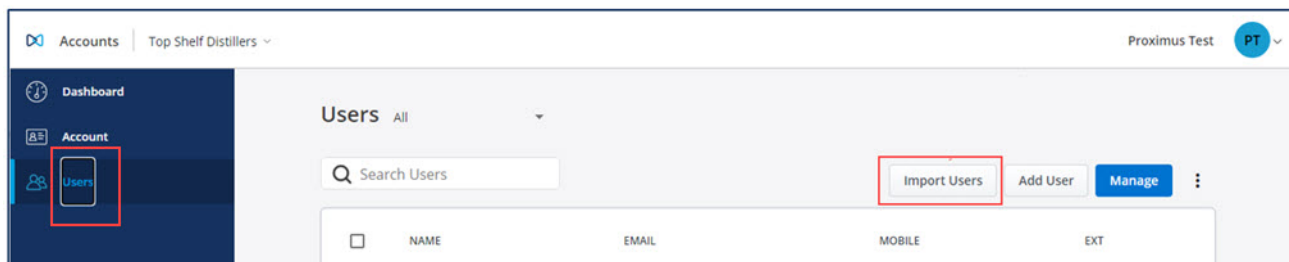 Accounts Top Shelf Distillers Proximus Test PT
Dashboard
Account
Users
Users All
Search Users
Import Users Add User Manage
NAME EMAIL MOBILE EXT